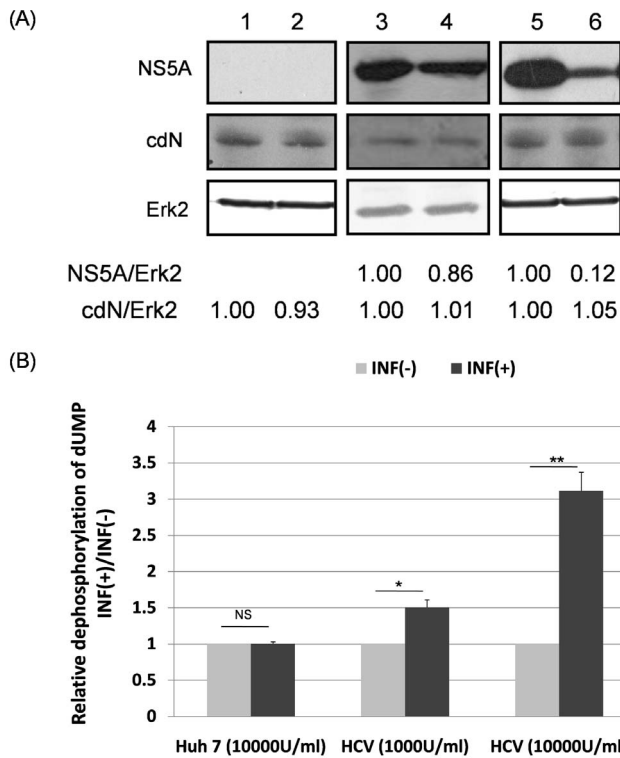 (A)
1 2 3 4 5 6
NS5A
cdN
Erk2
NS5A/Erk2 1.00 0.86 1.00 0.12
cdN/Erk2 1.00 0.93 1.00 1.01 1.00 1.05
(B)
INF(-) INF(+)
Relative dephosphorylation of dUMP
INF(+)/INF(-)
4
3.5
3
2.5
2
1.5
1
0.5
0
NS
*
**
Huh 7 (10000U/ml) HCV (1000U/ml) HCV (10000U/ml)